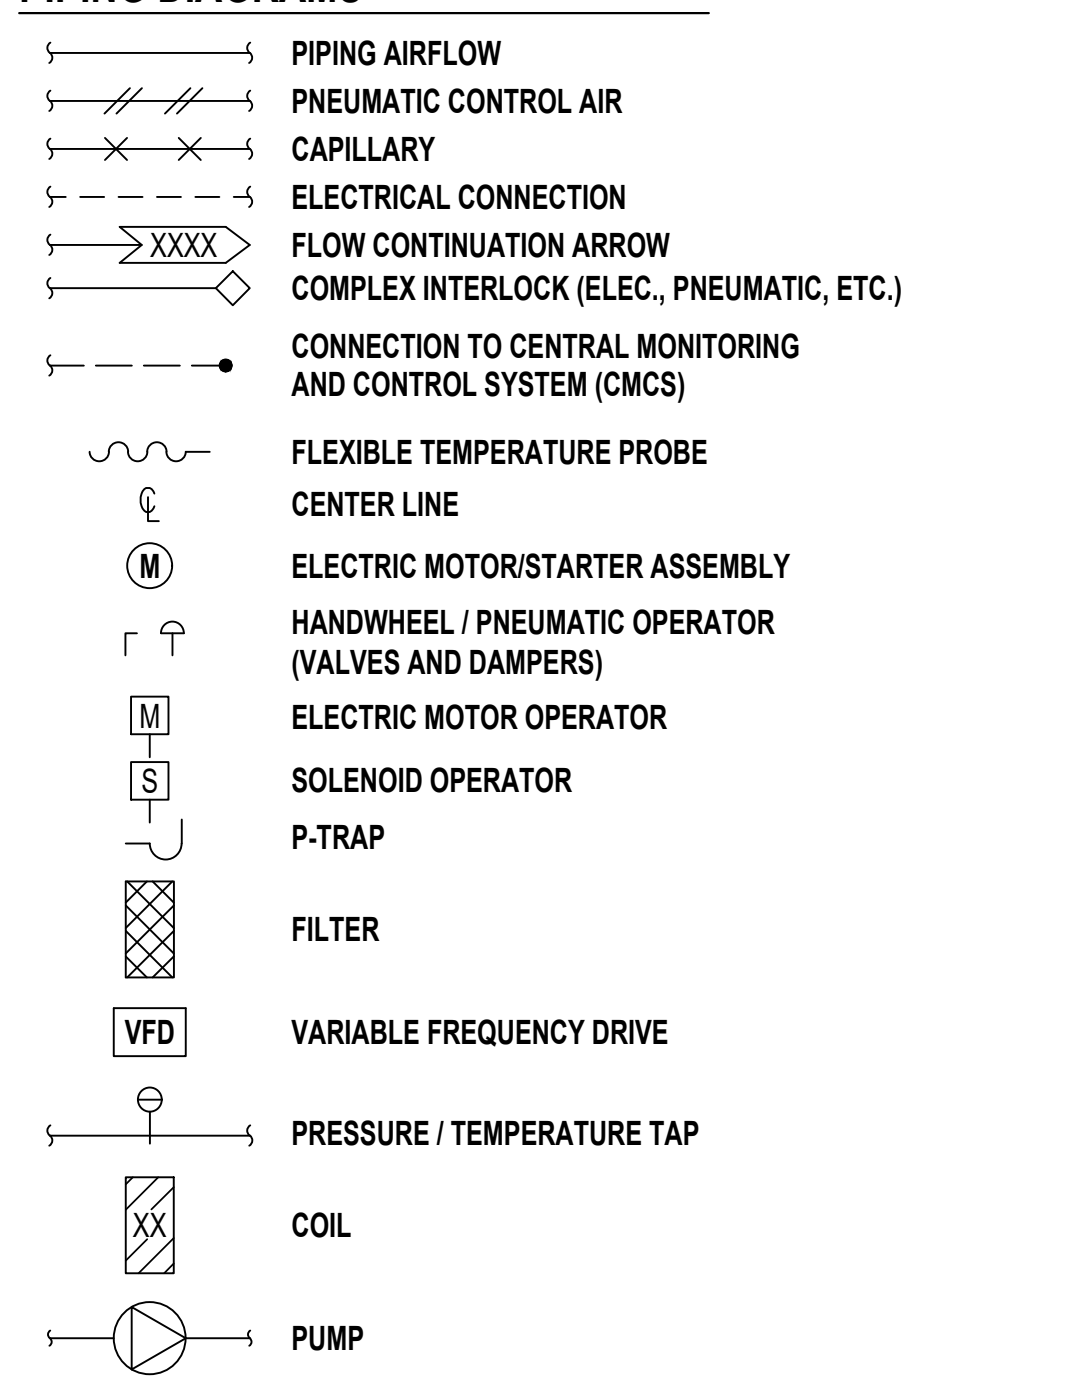 PIPING DIAGRAMS
PIPING AIRFLOW
PNEUMATIC CONTROL AIR
CAPILLARY
ELECTRICAL CONNECTION
XXXX FLOW CONTINUATION ARROW
COMPLEX INTERLOCK (ELEC., PNEUMATIC, ETC.)
CONNECTION TO CENTRAL MONITORING
AND CONTROL SYSTEM (CMCS)
FLEXIBLE TEMPERATURE PROBE
℄ CENTER LINE
M ELECTRIC MOTOR/STARTER ASSEMBLY
HANDWHEEL / PNEUMATIC OPERATOR
(VALVES AND DAMPERS)
M ELECTRIC MOTOR OPERATOR
S SOLENOID OPERATOR
P-TRAP
FILTER
VFD VARIABLE FREQUENCY DRIVE
PRESSURE / TEMPERATURE TAP
XX COIL
PUMP